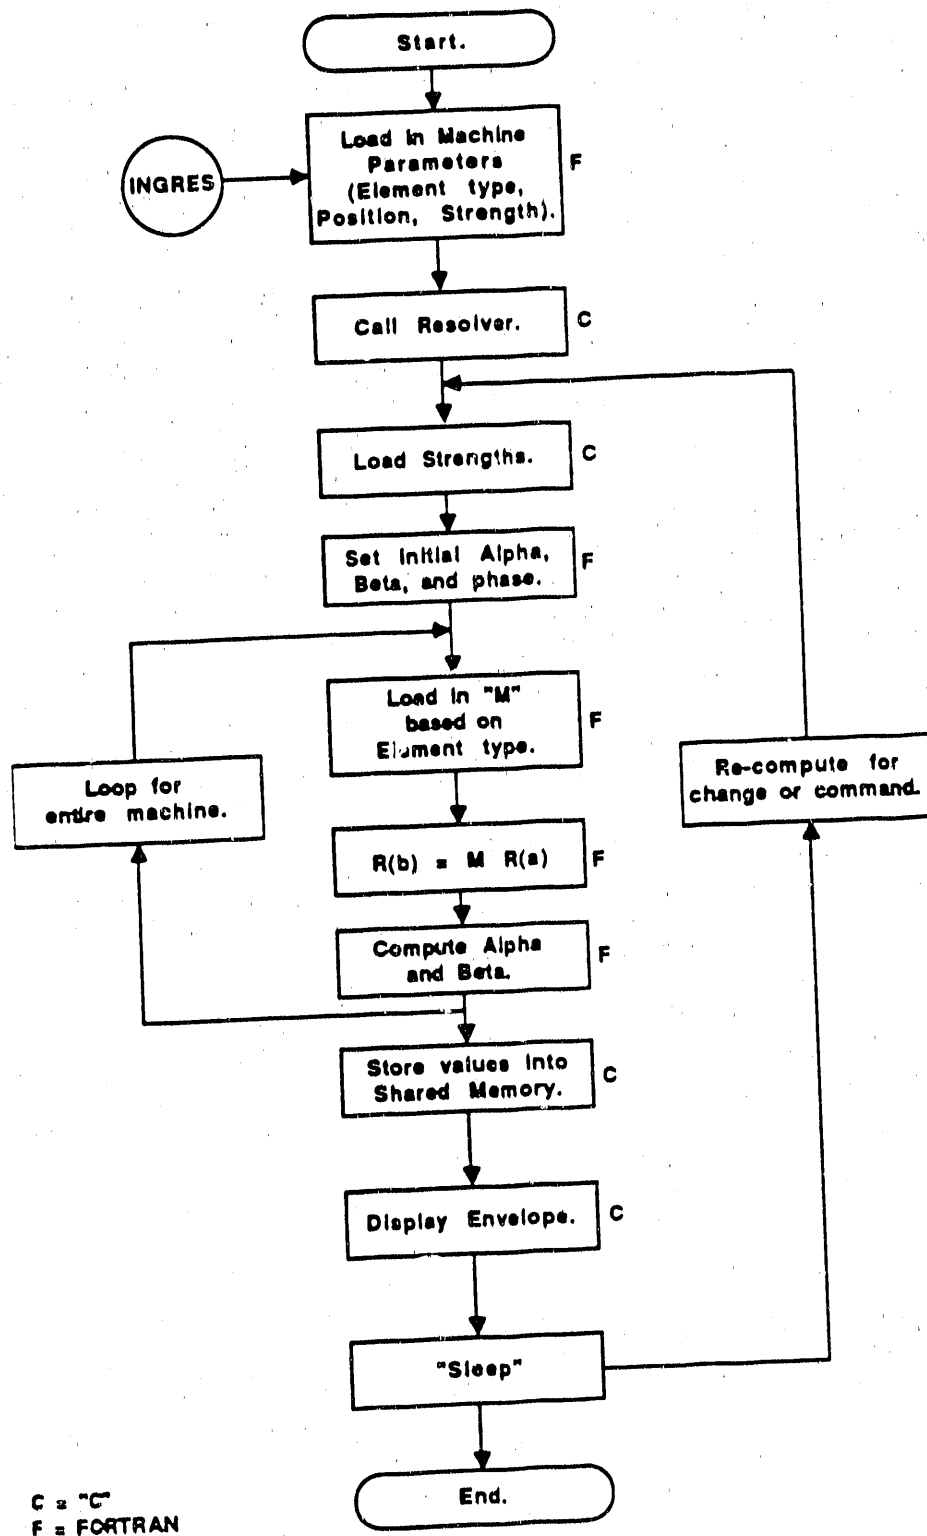 Start.
Load in Machine
Parameters
(Element type,
Position, Strength).
F
INGRES
Call Resolver.
C
Load Strengths.
C
Set initial Alpha,
Beta, and phase.
F
Load in "M"
based on
Element type.
F
Loop for
entire machine.
Re-compute for
change or command.
R(b) = M R(a)
F
Compute Alpha
and Beta.
F
Store values into
Shared Memory.
C
Display Envelope.
C
"Sleep"
End.
C = "C"
F = FORTRAN